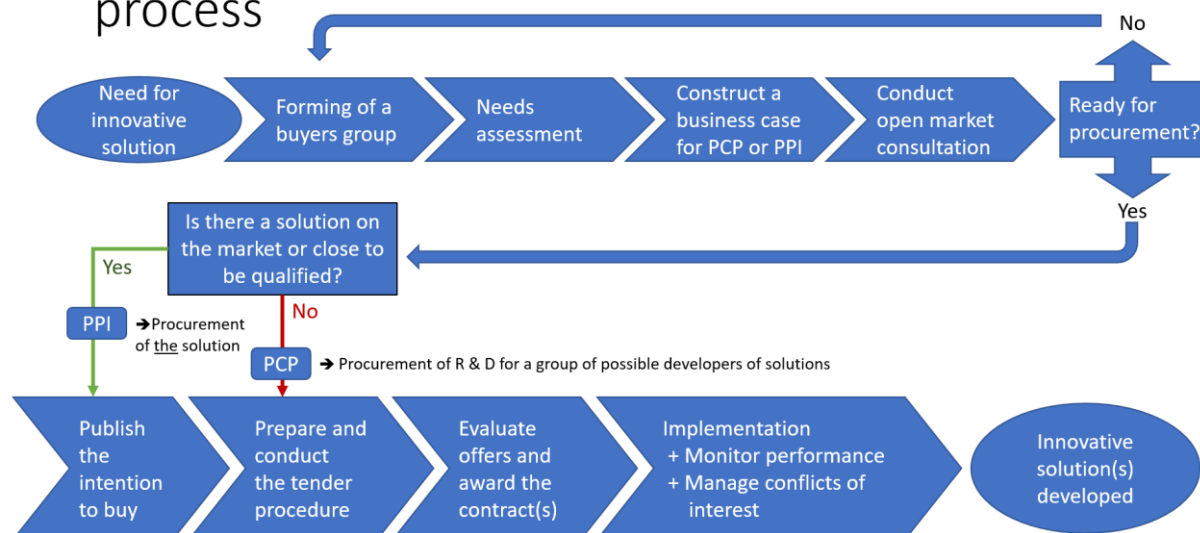 process
No
Need for
innovative
solution
Forming of a
buyers group
Needs
assessment
Construct a
business case
for PCP or PPI
Conduct
open market
consultation
Ready for
procurement?
Yes
Is there a solution on
the market or close to
be qualified?
Yes
No
PPI
➔Procurement
of the solution
PCP
➔ Procurement of R & D for a group of possible developers of solutions
Publish
the
intention
to buy
Prepare and
conduct
the tender
procedure
Evaluate
offers and
award the
contract(s)
Implementation
+ Monitor performance
+ Manage conflicts of
interest
Innovative
solution(s)
developed